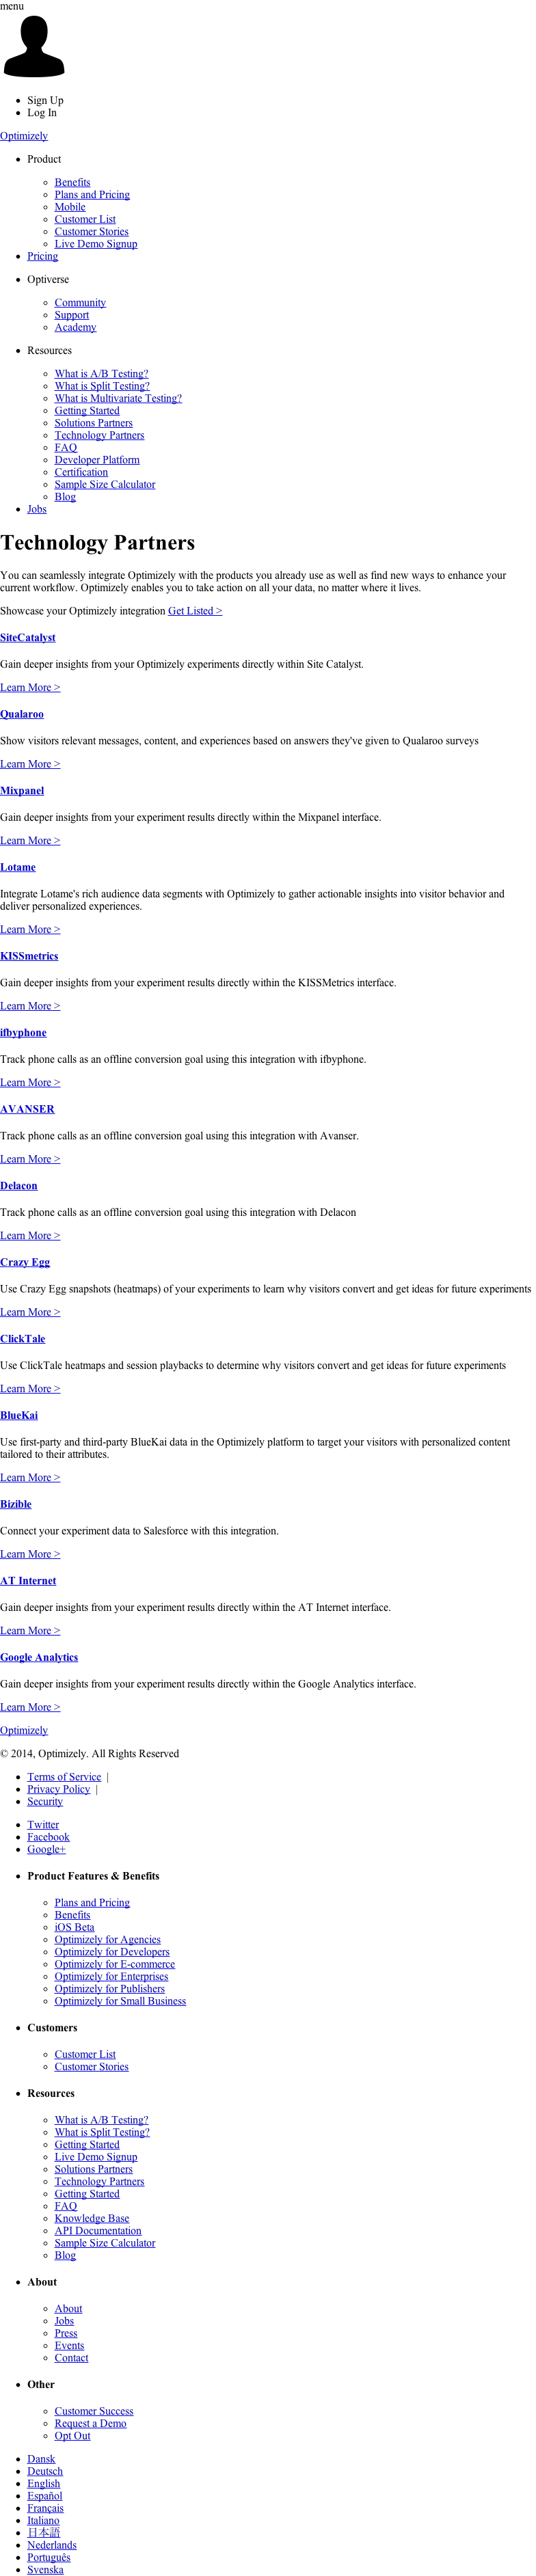 menu
Sign Up
Log In
Optimizely
Product
Benefits
Plans and Pricing
Mobile
Customer List
Customer Stories
Live Demo Signup
Pricing
Optiverse
Community
Support
Academy
Resources
What is A/B Testing?
What is Split Testing?
What is Multivariate Testing?
Getting Started
Solutions Partners
Technology Partners
FAQ
Developer Platform
Certification
Sample Size Calculator
Blog
Jobs
Technology Partners
You can seamlessly integrate Optimizely with the products you already use as well as find new ways to enhance your
current workflow. Optimizely enables you to take action on all your data, no matter where it lives.
Showcase your Optimizely integration Get Listed >
SiteCatalyst
Gain deeper insights from your Optimizely experiments directly within Site Catalyst.
Learn More >
Qualaroo
Show visitors relevant messages, content, and experiences based on answers they've given to Qualaroo surveys
Learn More >
Mixpanel
Gain deeper insights from your experiment results directly within the Mixpanel interface.
Learn More >
Lotame
Integrate Lotame's rich audience data segments with Optimizely to gather actionable insights into visitor behavior and
deliver personalized experiences.
Learn More >
KISSmetrics
Gain deeper insights from your experiment results directly within the KISSMetrics interface.
Learn More >
ifbyphone
Track phone calls as an offline conversion goal using this integration with ifbyphone.
Learn More >
AVANSER
Track phone calls as an offline conversion goal using this integration with Avanser.
Learn More >
Delacon
Track phone calls as an offline conversion goal using this integration with Delacon
Learn More >
Crazy Egg
Use Crazy Egg snapshots (heatmaps) of your experiments to learn why visitors convert and get ideas for future experiments
Learn More >
ClickTale
Use ClickTale heatmaps and session playbacks to determine why visitors convert and get ideas for future experiments
Learn More >
BlueKai
Use first-party and third-party BlueKai data in the Optimizely platform to target your visitors with personalized content
tailored to their attributes.
Learn More >
Bizible
Connect your experiment data to Salesforce with this integration.
Learn More >
AT Internet
Gain deeper insights from your experiment results directly within the AT Internet interface.
Learn More >
Google Analytics
Gain deeper insights from your experiment results directly within the Google Analytics interface.
Learn More >
Optimizely
© 2014, Optimizely. All Rights Reserved
Terms of Service |
Privacy Policy |
Security
Twitter
Facebook
Google+
Product Features & Benefits
Plans and Pricing
Benefits
iOS Beta
Optimizely for Agencies
Optimizely for Developers
Optimizely for E-commerce
Optimizely for Enterprises
Optimizely for Publishers
Optimizely for Small Business
Customers
Customer List
Customer Stories
Resources
What is A/B Testing?
What is Split Testing?
Getting Started
Live Demo Signup
Solutions Partners
Technology Partners
Getting Started
FAQ
Knowledge Base
API Documentation
Sample Size Calculator
Blog
About
About
Jobs
Press
Events
Contact
Other
Customer Success
Request a Demo
Opt Out
Dansk
Deutsch
English
Español
Français
Italiano
日本語
Nederlands
Português
Svenska